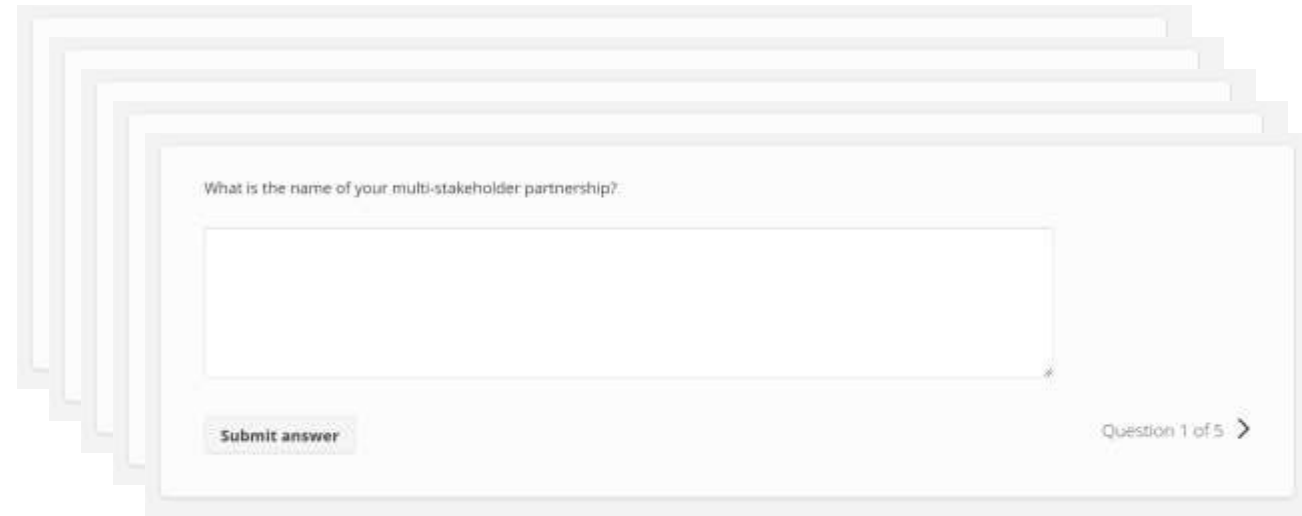 What is the name of your multi-stakeholder partnership?
Submit answer
Question 1 of 5